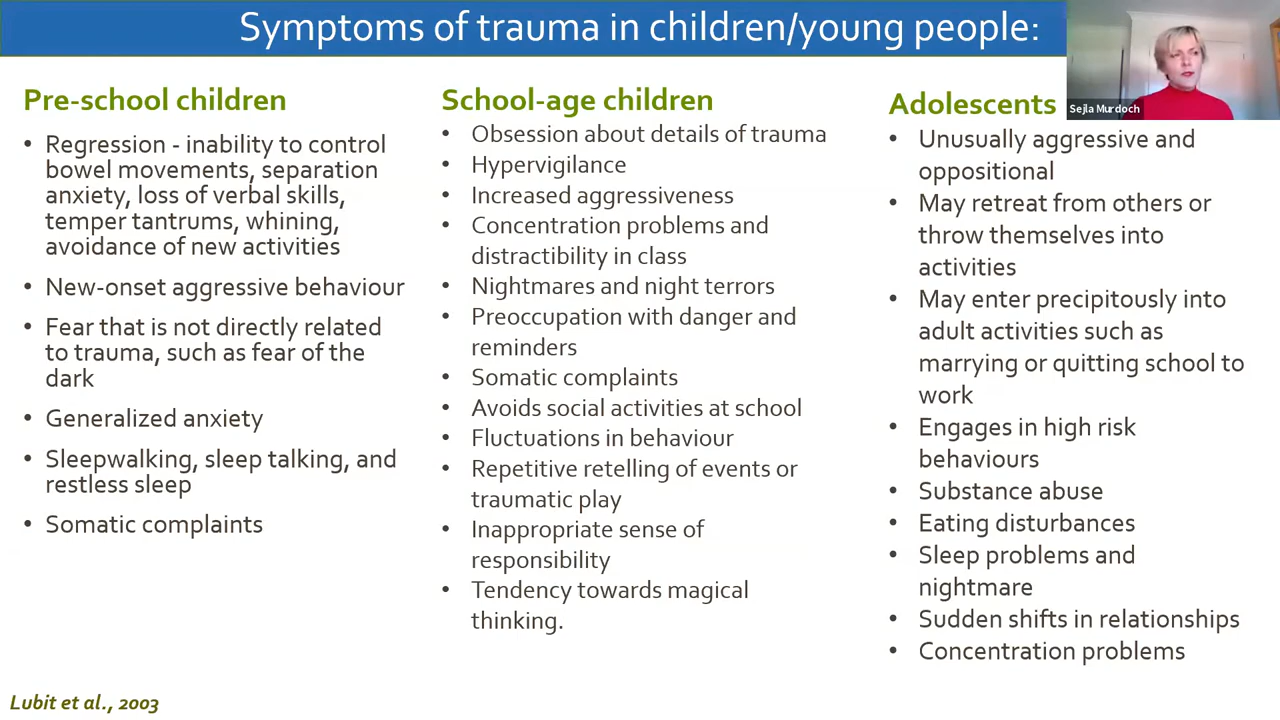 Symptoms of trauma in children/young people:
Sejla Murdoch
Pre-school children
• Regression - inability to control
bowel movements, separation
anxiety, loss of verbal skills,
temper tantrums, whining,
avoidance of new activities
• New-onset aggressive behaviour
• Fear that is not directly related
to trauma, such as fear of the
dark
• Generalized anxiety
• Sleepwalking, sleep talking, and
restless sleep
• Somatic complaints
School-age children
• Obsession about details of trauma
• Hypervigilance
• Increased aggressiveness
• Concentration problems and
distractibility in class
• Nightmares and night terrors
• Preoccupation with danger and
reminders
• Somatic complaints
• Avoids social activities at school
• Fluctuations in behaviour
• Repetitive retelling of events or
traumatic play
• Inappropriate sense of
responsibility
• Tendency towards magical
thinking.
Adolescents
• Unusually aggressive and
oppositional
• May retreat from others or
throw themselves into
activities
• May enter precipitously into
adult activities such as
marrying or quitting school to
work
• Engages in high risk
behaviours
• Substance abuse
• Eating disturbances
• Sleep problems and
nightmare
• Sudden shifts in relationships
• Concentration problems
Lubit et al., 2003